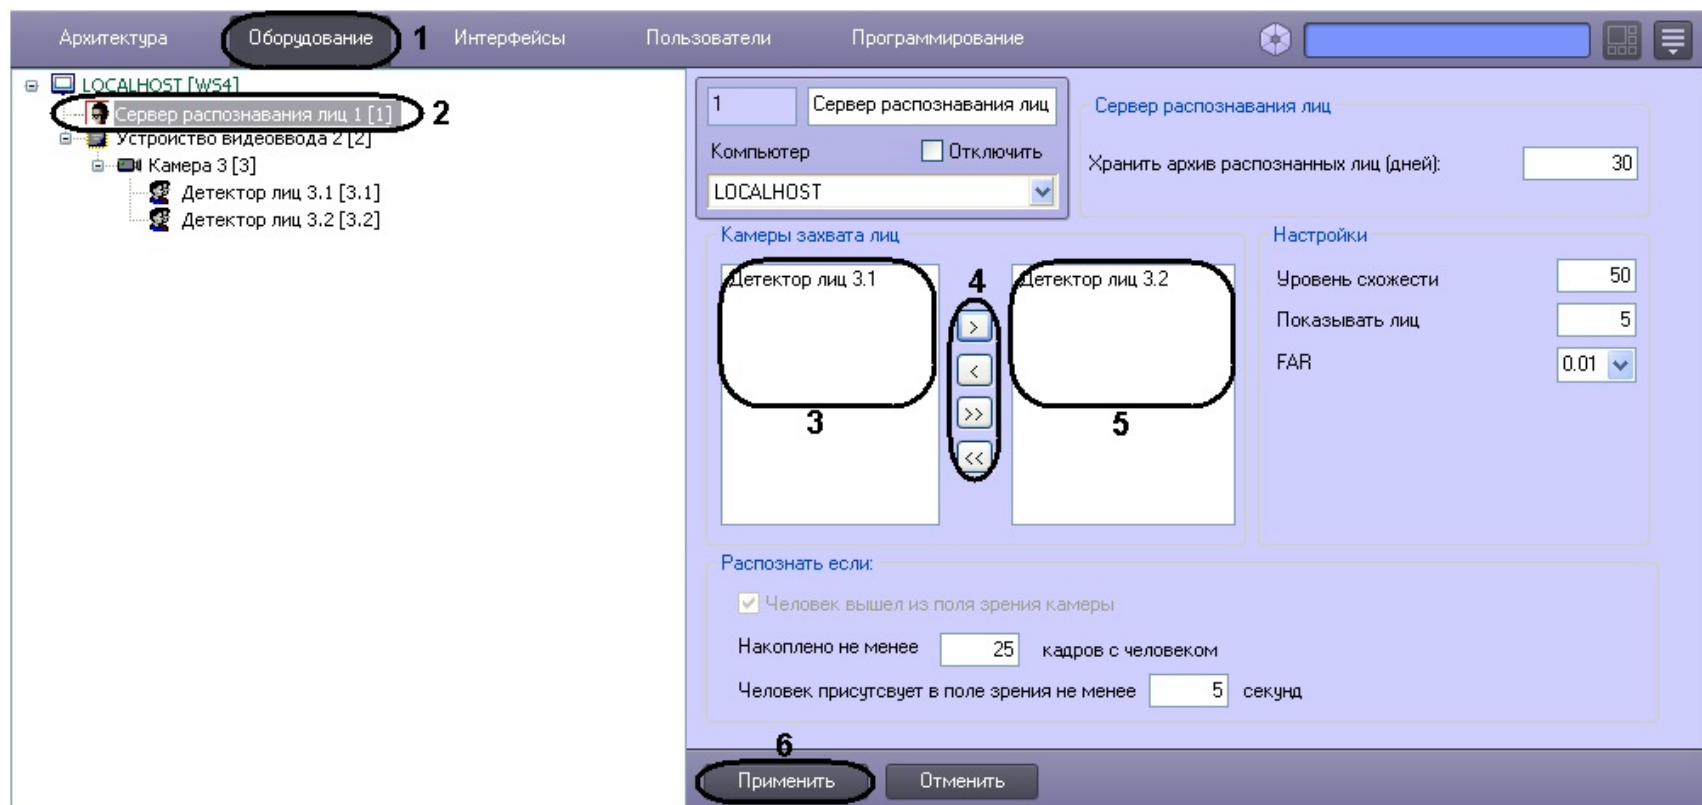 Архитектура Оборудование 1 Интерфейсы Пользователи Программирование
LOCALHOST [WS4]
Сервер распознавания лиц 1 [1] 2
Устройство видеоввода 2 [2]
Камера 3 [3]
Детектор лиц 3.1 [3.1]
Детектор лиц 3.2 [3.2]
1 Сервер распознавания лиц
Компьютер Отключить
LOCALHOST
Сервер распознавания лиц
Хранить архив распознанных лиц (дней): 30
Камеры захвата лиц
Детектор лиц 3.1 4 Детектор лиц 3.2
>
<
>>
<<
3 5
Настройки
Уровень схожести 50
Показывать лиц 5
FAR 0.01
Распознать если:
Человек вышел из поля зрения камеры
Накоплено не менее 25 кадров с человеком
Человек присутсвует в поле зрения не менее 5 секунд
6
Применить Отменить